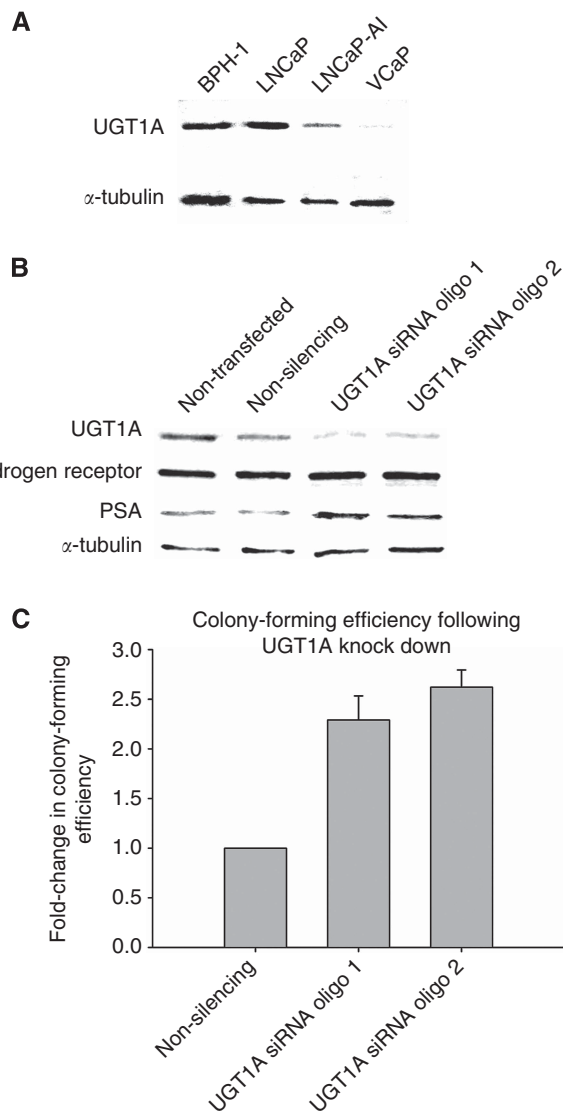 A
BPH-1
LNCaP
LNCaP-AI
VCaP
UGT1A
α-tubulin
B
Non-transfected
Non-silencing
UGT1A siRNA oligo 1
UGT1A siRNA oligo 2
UGT1A
drogen receptor
PSA
α-tubulin
C
Colony-forming efficiency following
UGT1A knock down
Fold-change in colony-forming
efficiency
3.0
2.5
2.0
1.5
1.0
0.5
0.0
Non-silencing
UGT1A siRNA oligo 1
UGT1A siRNA oligo 2